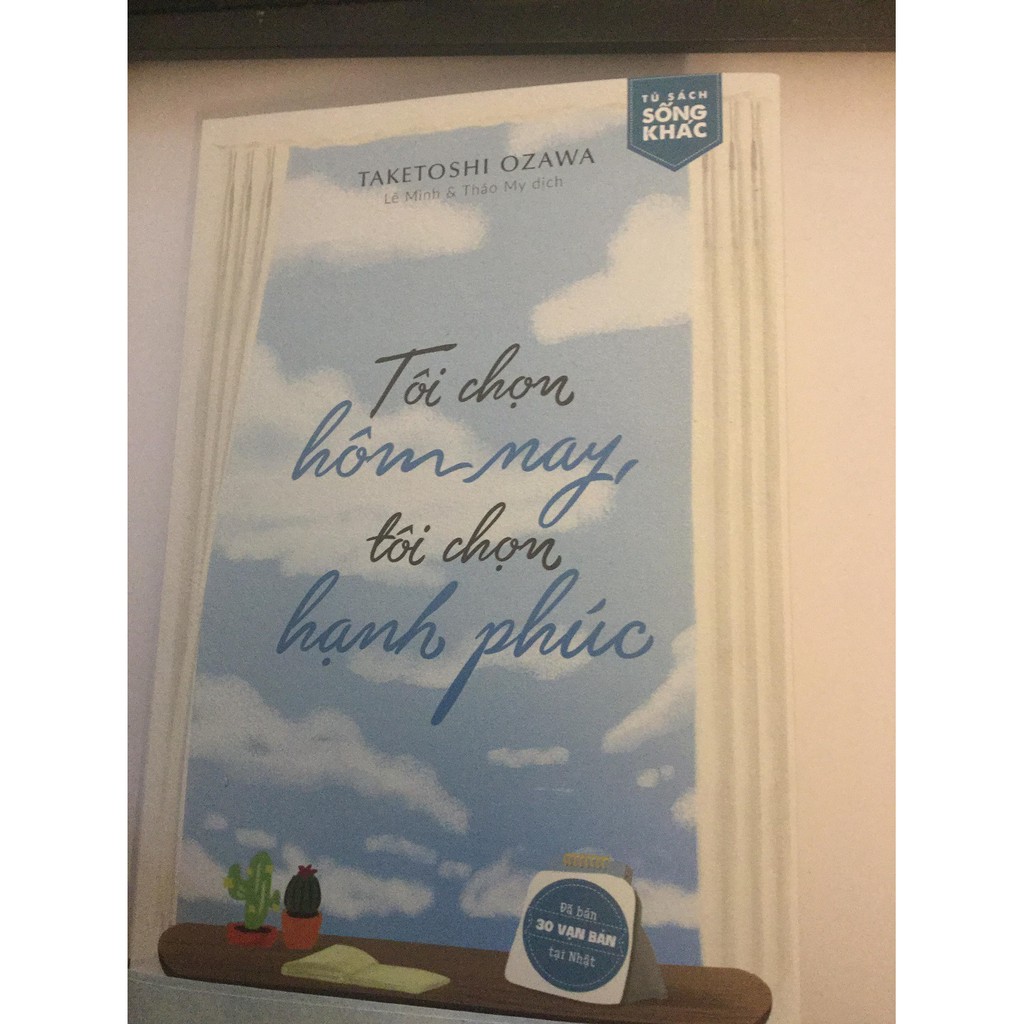 TỦ SÁCH
SỐNG
KHÁC
TAKETOSHI OZAWA
Lê Minh & Thảo My dịch
Tôi chọn
hôm nay,
tôi chọn
hạnh phúc
Đã bán
30 VẠN BẢN
tại Nhật